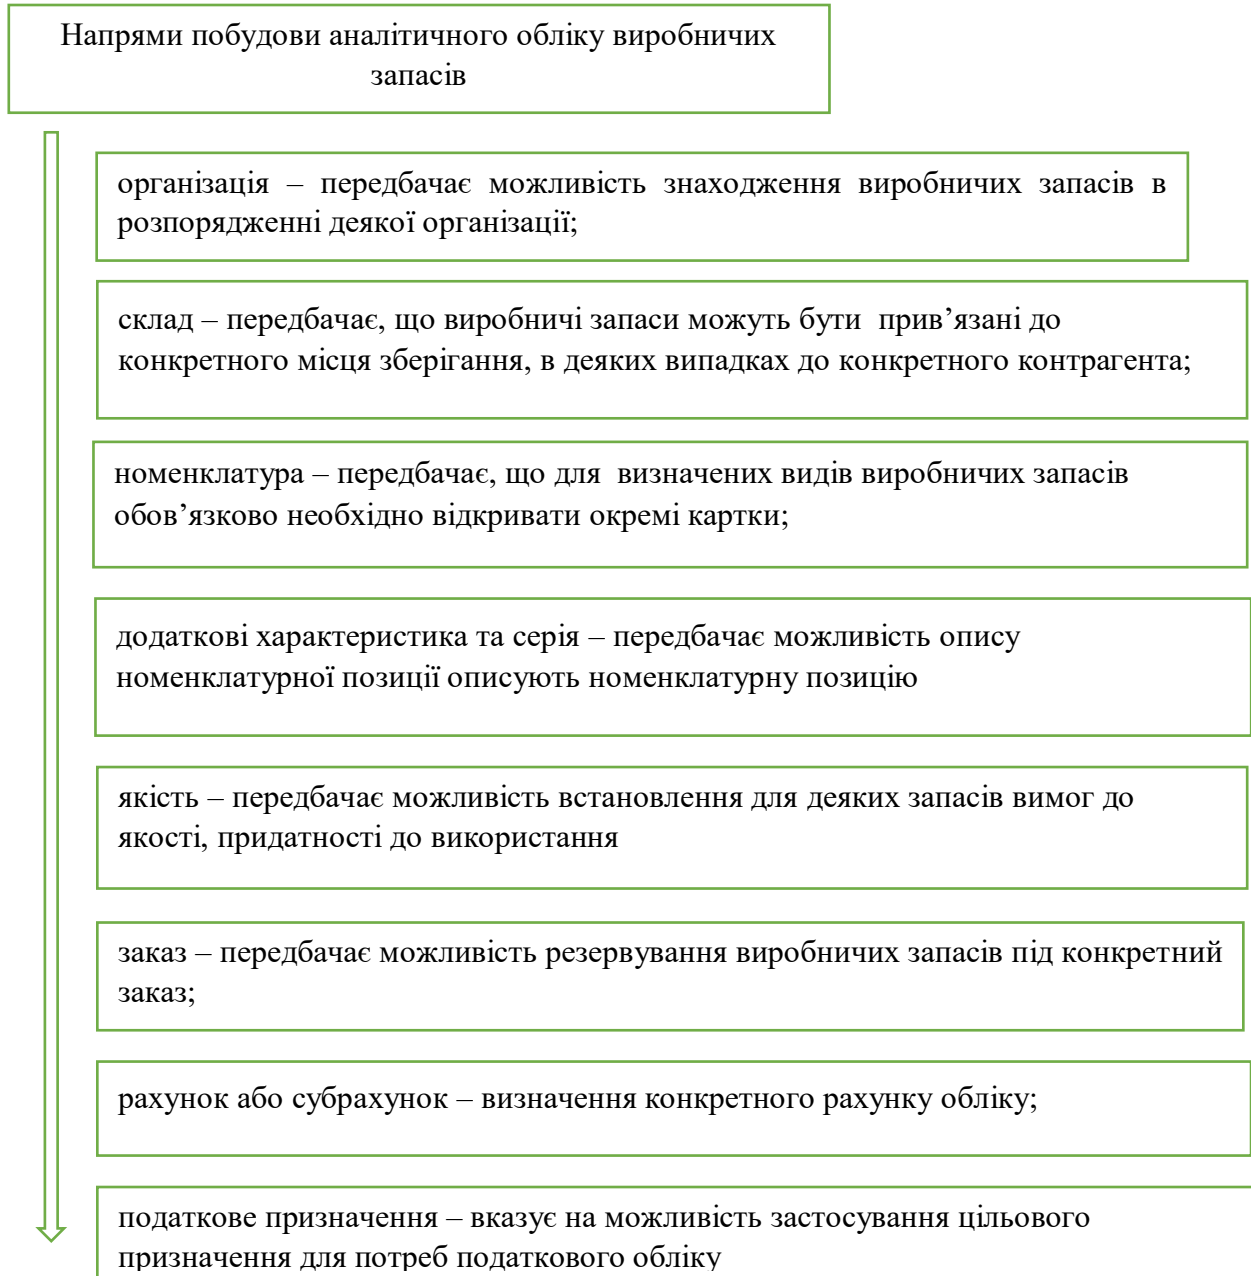 Напрями побудови аналітичного обліку виробничих
запасів
організація – передбачає можливість знаходження виробничих запасів в
розпорядженні деякої організації;
склад – передбачає, що виробничі запаси можуть бути прив’язані до
конкретного місця зберігання, в деяких випадках до конкретного контрагента;
номенклатура – передбачає, що для визначених видів виробничих запасів
обов’язково необхідно відкривати окремі картки;
додаткові характеристика та серія – передбачає можливість опису
номенклатурної позиції описують номенклатурну позицію
якість – передбачає можливість встановлення для деяких запасів вимог до
якості, придатності до використання
заказ – передбачає можливість резервування виробничих запасів під конкретний
заказ;
рахунок або субрахунок – визначення конкретного рахунку обліку;
податкове призначення – вказує на можливість застосування цільового
призначення для потреб податкового обліку